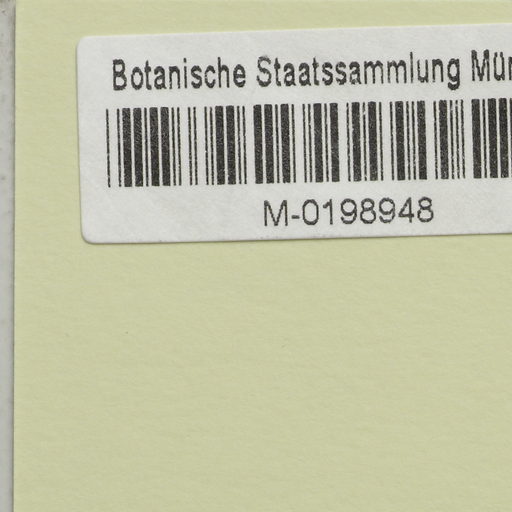 Botanische Staatssammlung Mün
M-0198948